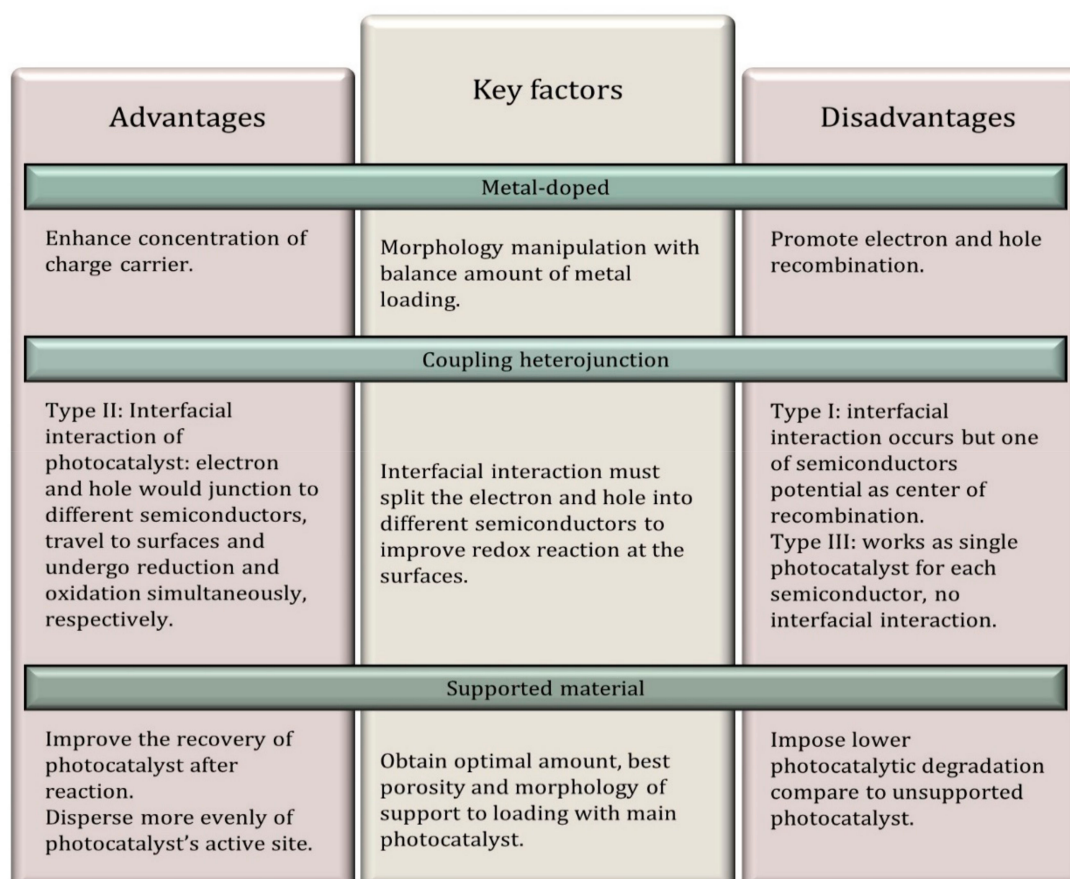 Advantages
Key factors
Disadvantages
Metal-doped
Enhance concentration of
charge carrier.
Morphology manipulation with
balance amount of metal
loading.
Promote electron and hole
recombination.
Coupling heterojunction
Type II: Interfacial
interaction of
photocatalyst: electron
and hole would junction to
different semiconductors,
travel to surfaces and
undergo reduction and
oxidation simultaneously,
respectively.
Interfacial interaction must
split the electron and hole into
different semiconductors to
improve redox reaction at the
surfaces.
Type I: interfacial
interaction occurs but one
of semiconductors
potential as center of
recombination.
Type III: works as single
photocatalyst for each
semiconductor, no
interfacial interaction.
Supported material
Improve the recovery of
photocatalyst after
reaction.
Disperse more evenly of
photocatalyst’s active site.
Obtain optimal amount, best
porosity and morphology of
support to loading with main
photocatalyst.
Impose lower
photocatalytic degradation
compare to unsupported
photocatalyst.